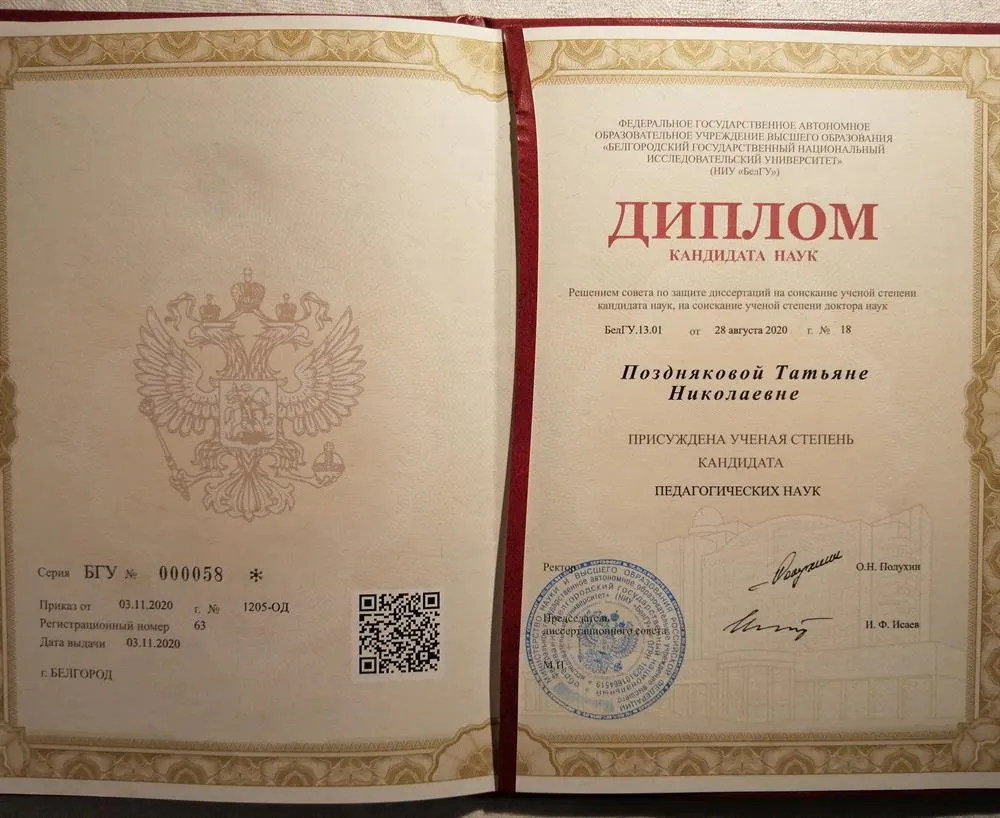 Серия БГУ № 000058 *
Приказ от 03.11.2020 г. № 1205-ОД
Регистрационный номер 63
Дата выдачи 03.11.2020
г. БЕЛГОРОД
ФЕДЕРАЛЬНОЕ ГОСУДАРСТВЕННОЕ АВТОНОМНОЕ
ОБРАЗОВАТЕЛЬНОЕ УЧРЕЖДЕНИЕ ВЫСШЕГО ОБРАЗОВАНИЯ
«БЕЛГОРОДСКИЙ ГОСУДАРСТВЕННЫЙ НАЦИОНАЛЬНЫЙ
ИССЛЕДОВАТЕЛЬСКИЙ УНИВЕРСИТЕТ»
(НИУ «БелГУ»)
ДИПЛОМ
КАНДИДАТА НАУК
Решением совета по защите диссертаций на соискание ученой степени
кандидата наук, на соискание ученой степени доктора наук
БелГУ.13.01 от 28 августа 2020 г. № 18
Поздняковой Татьяне
Николаевне
ПРИСУЖДЕНА УЧЕНАЯ СТЕПЕНЬ
КАНДИДАТА
ПЕДАГОГИЧЕСКИХ НАУК
Ректор О.Н. Полухин
Председатель
диссертационного совета И. Ф. Исаев
М.П.